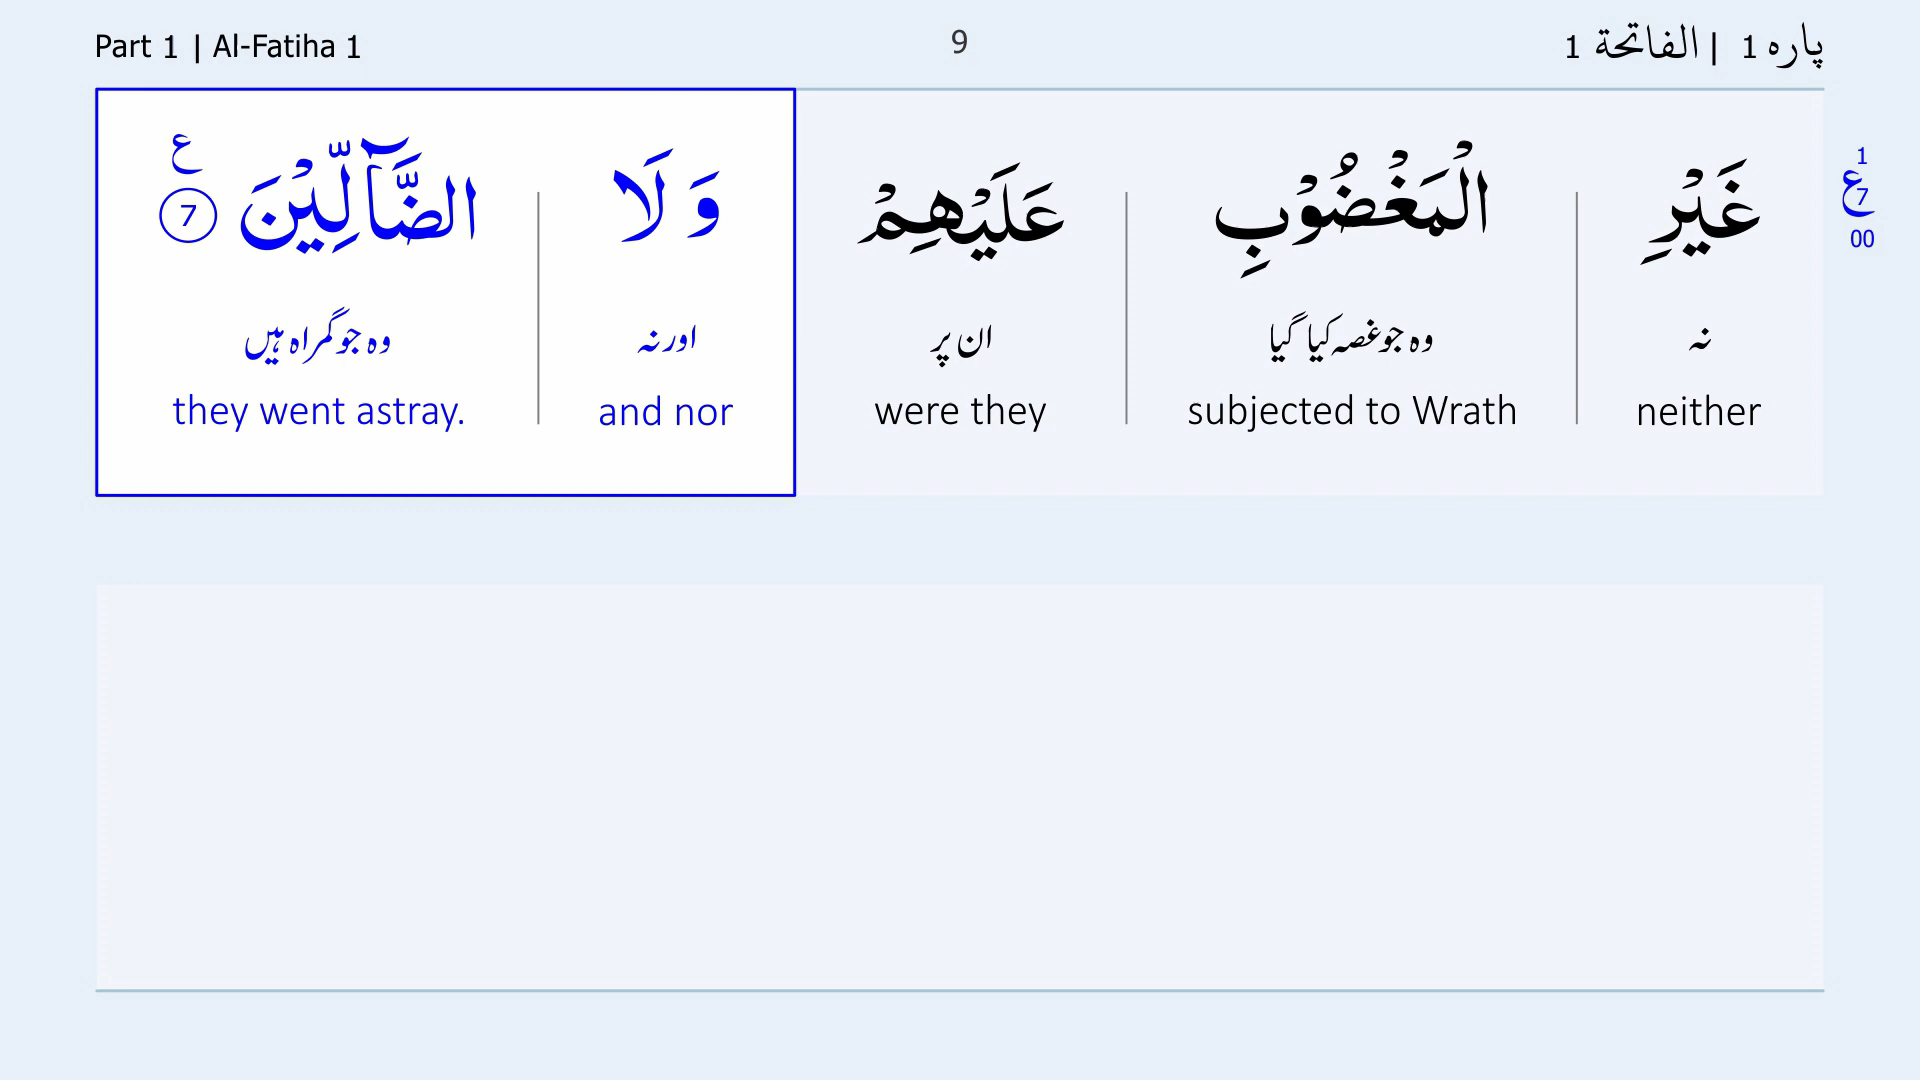 Part 1 | Al-Fatiha 1 9 پارہ 1 | الفاتحة 1
غَیْرِ الْمَغْضُوْبِ عَلَیْهِمْ وَ لَا الضَّآلِّیْنَ 7 ع
1 ع 7 00
نہ وہ جو غصہ کیا گیا ان پر اور نہ وہ جو گمراہ ہیں
neither subjected to Wrath were they and nor they went astray.